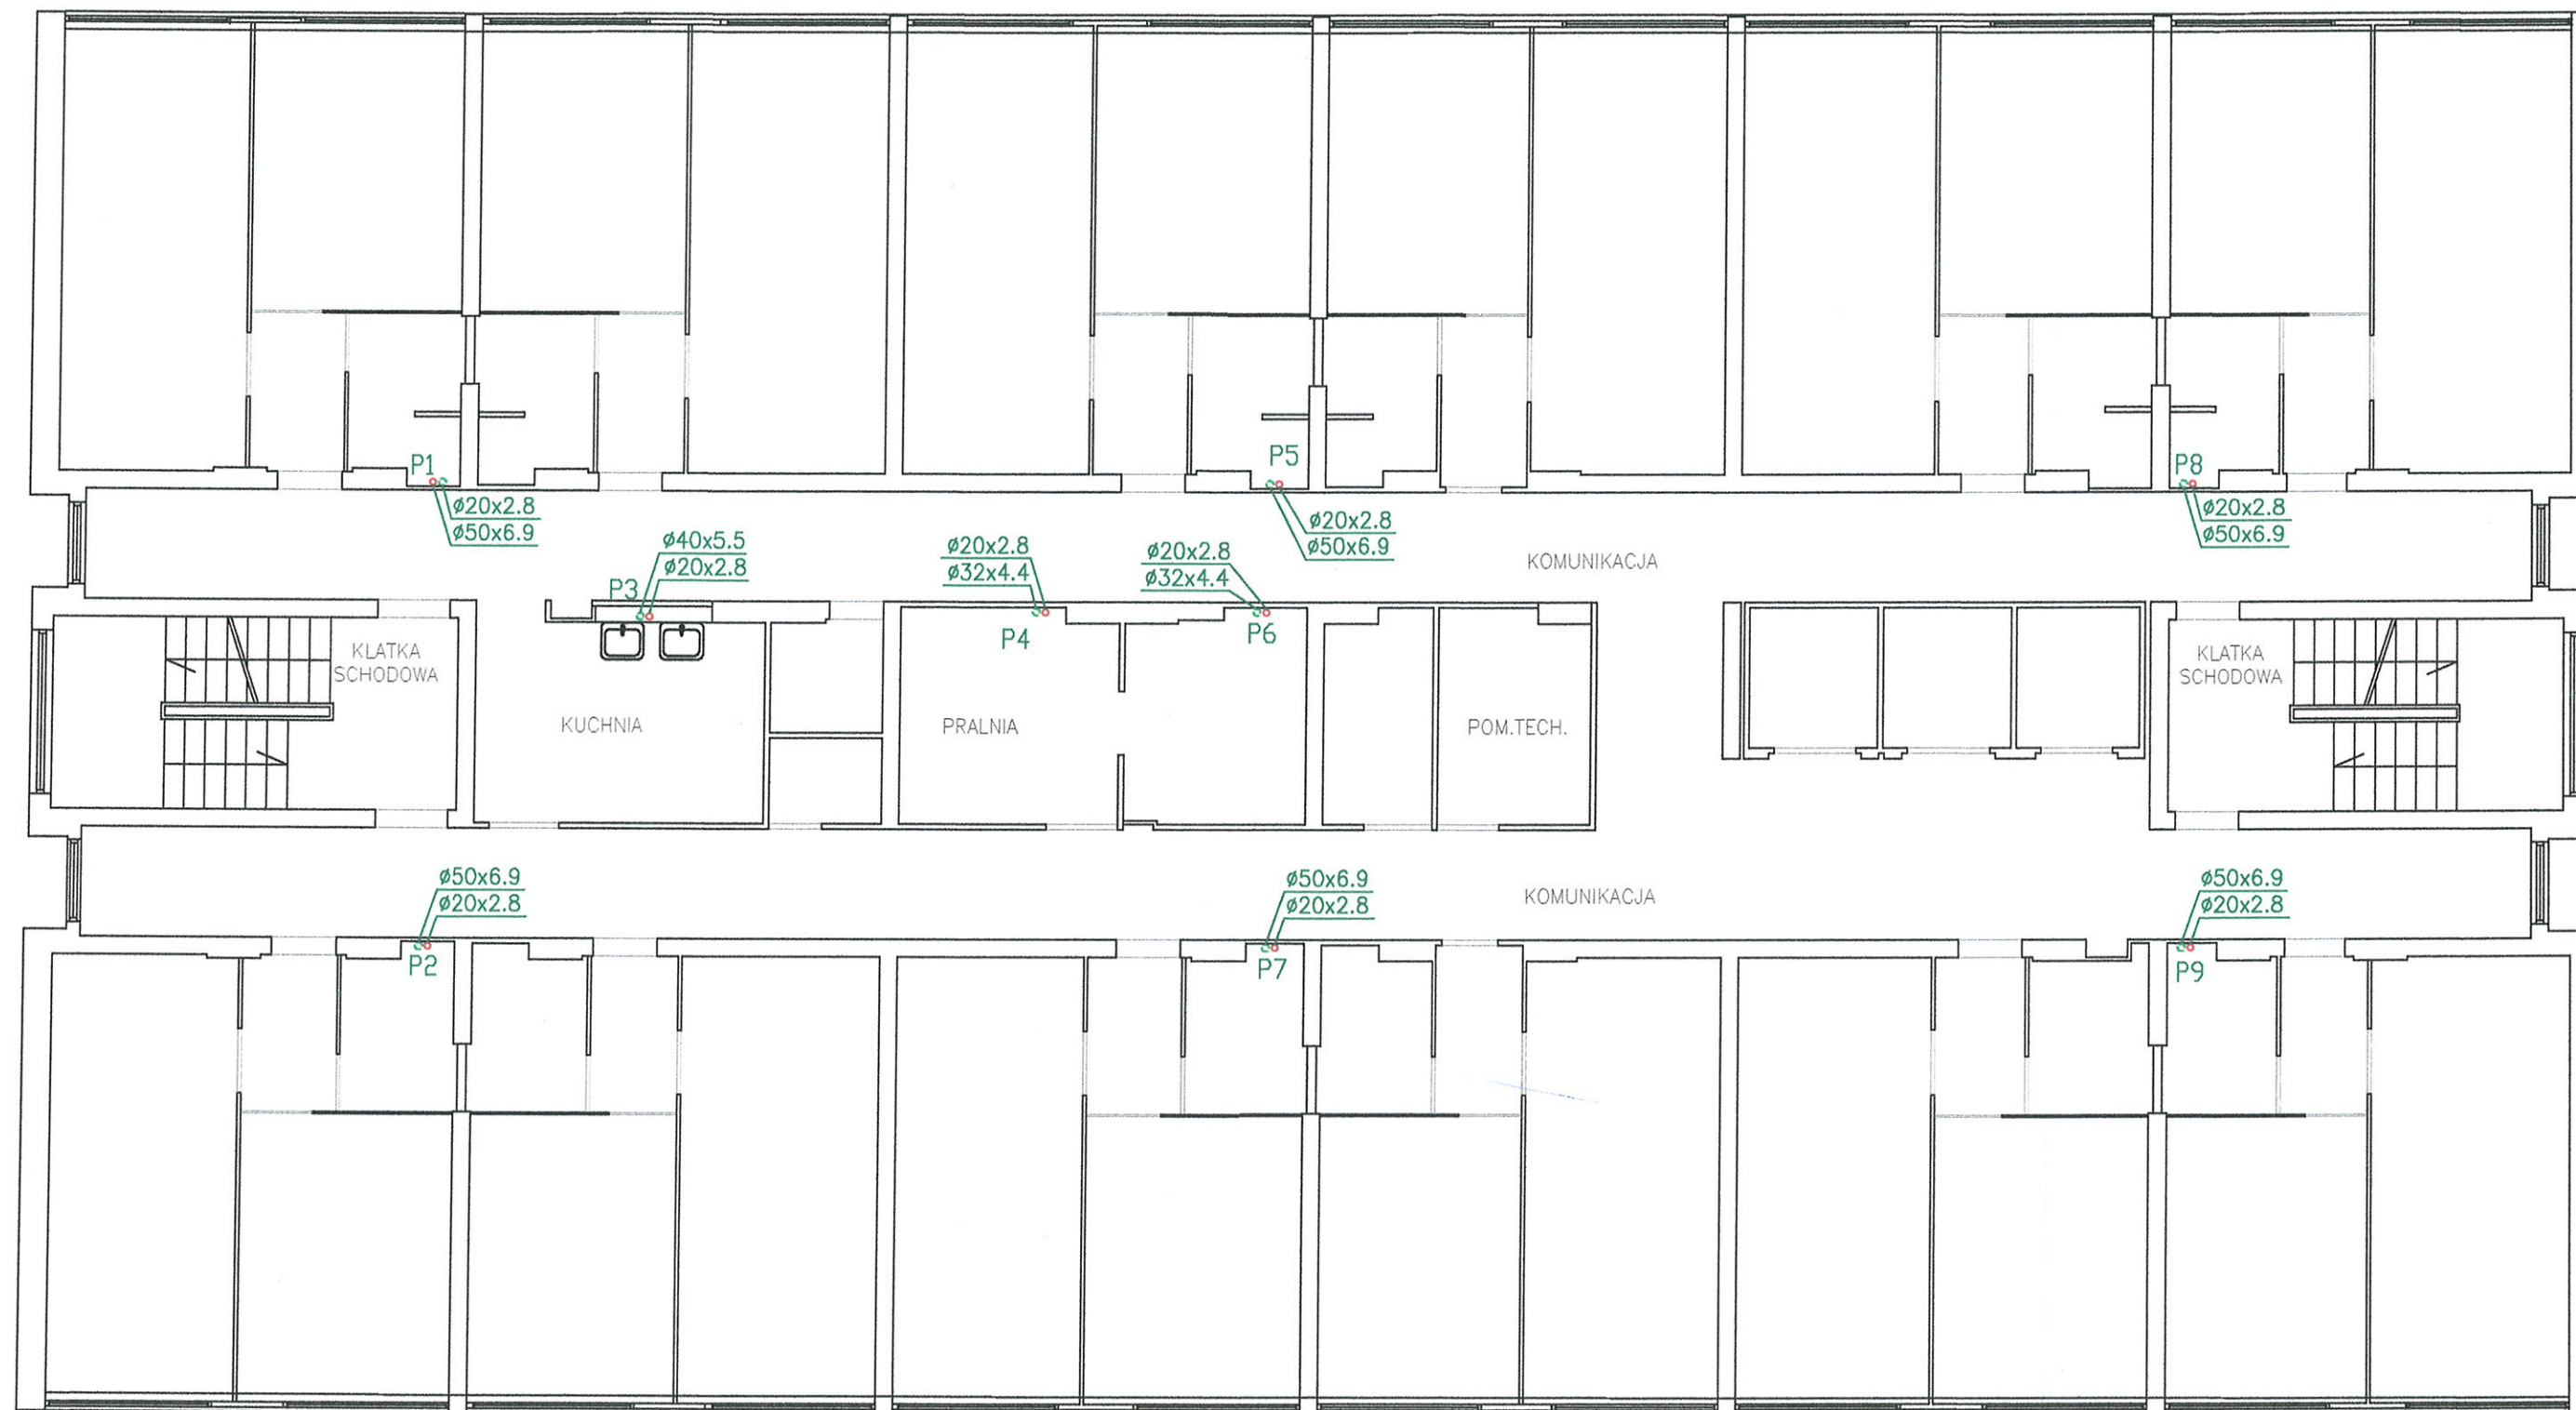 P1
ø20x2.8
ø50x6.9
P5
ø20x2.8
ø50x6.9
P8
ø20x2.8
ø50x6.9
ø40x5.5
ø20x2.8
P3
ø20x2.8
ø32x4.4
P4
ø20x2.8
ø32x4.4
P6
KOMUNIKACJA
KLATKA
SCHODOWA
KUCHNIA
PRALNIA
POM.TECH.
KLATKA
SCHODOWA
ø50x6.9
ø20x2.8
P2
ø50x6.9
ø20x2.8
P7
KOMUNIKACJA
ø50x6.9
ø20x2.8
P9